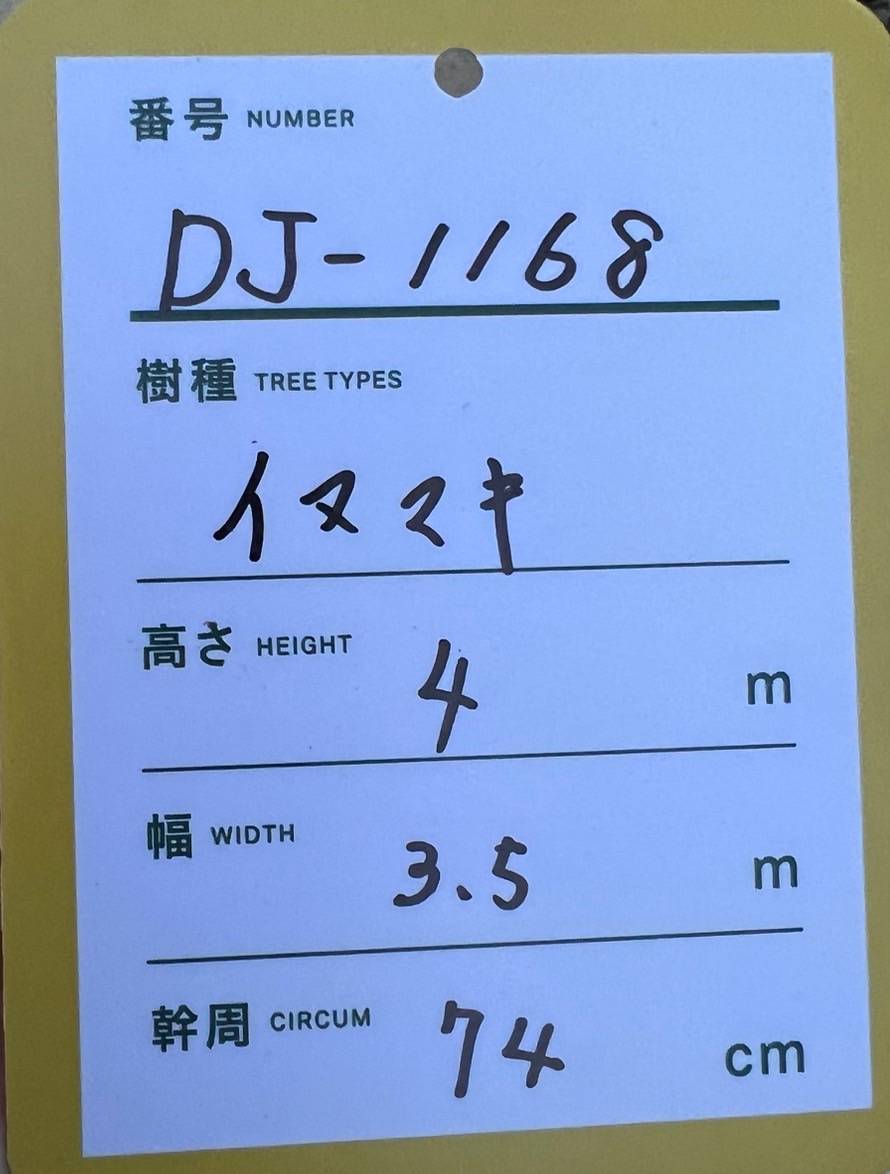 番号 NUMBER
DJ-1168
樹種 TREE TYPES
イヌマキ
高さ HEIGHT 4 m
幅 WIDTH 3.5 m
幹周 CIRCUM 74 cm